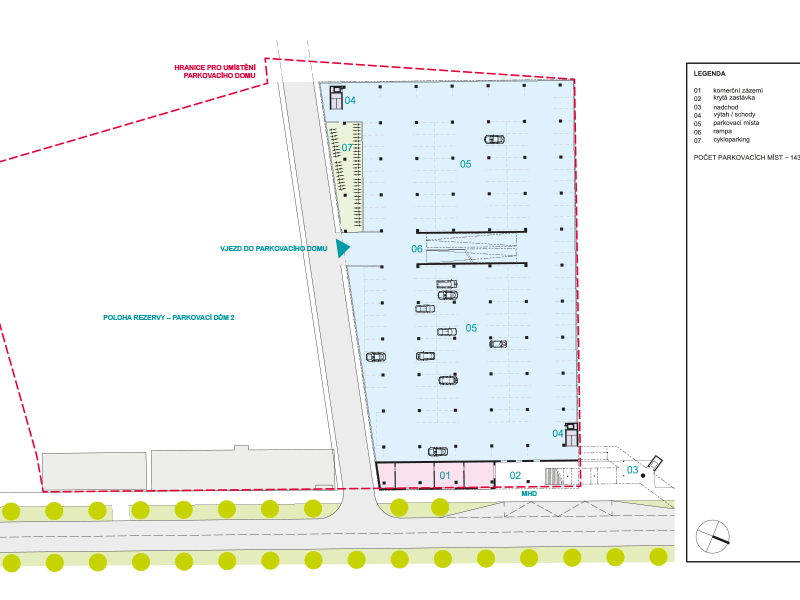 HRANICE PRO UMÍSTĚNÍ
PARKOVACÍHO DOMU
04
07
05
VJEZD DO PARKOVACÍHO DOMU
06
POLOHA REZERVY – PARKOVACÍ DŮM 2
05
04
01
02
03
MHD
LEGENDA
01 komerční zázemí
02 krytá zastávka
03 nadchod
04 výtah / schody
05 parkovací místa
06 rampa
07 cykloparking
POČET PARKOVACÍCH MÍST – 143